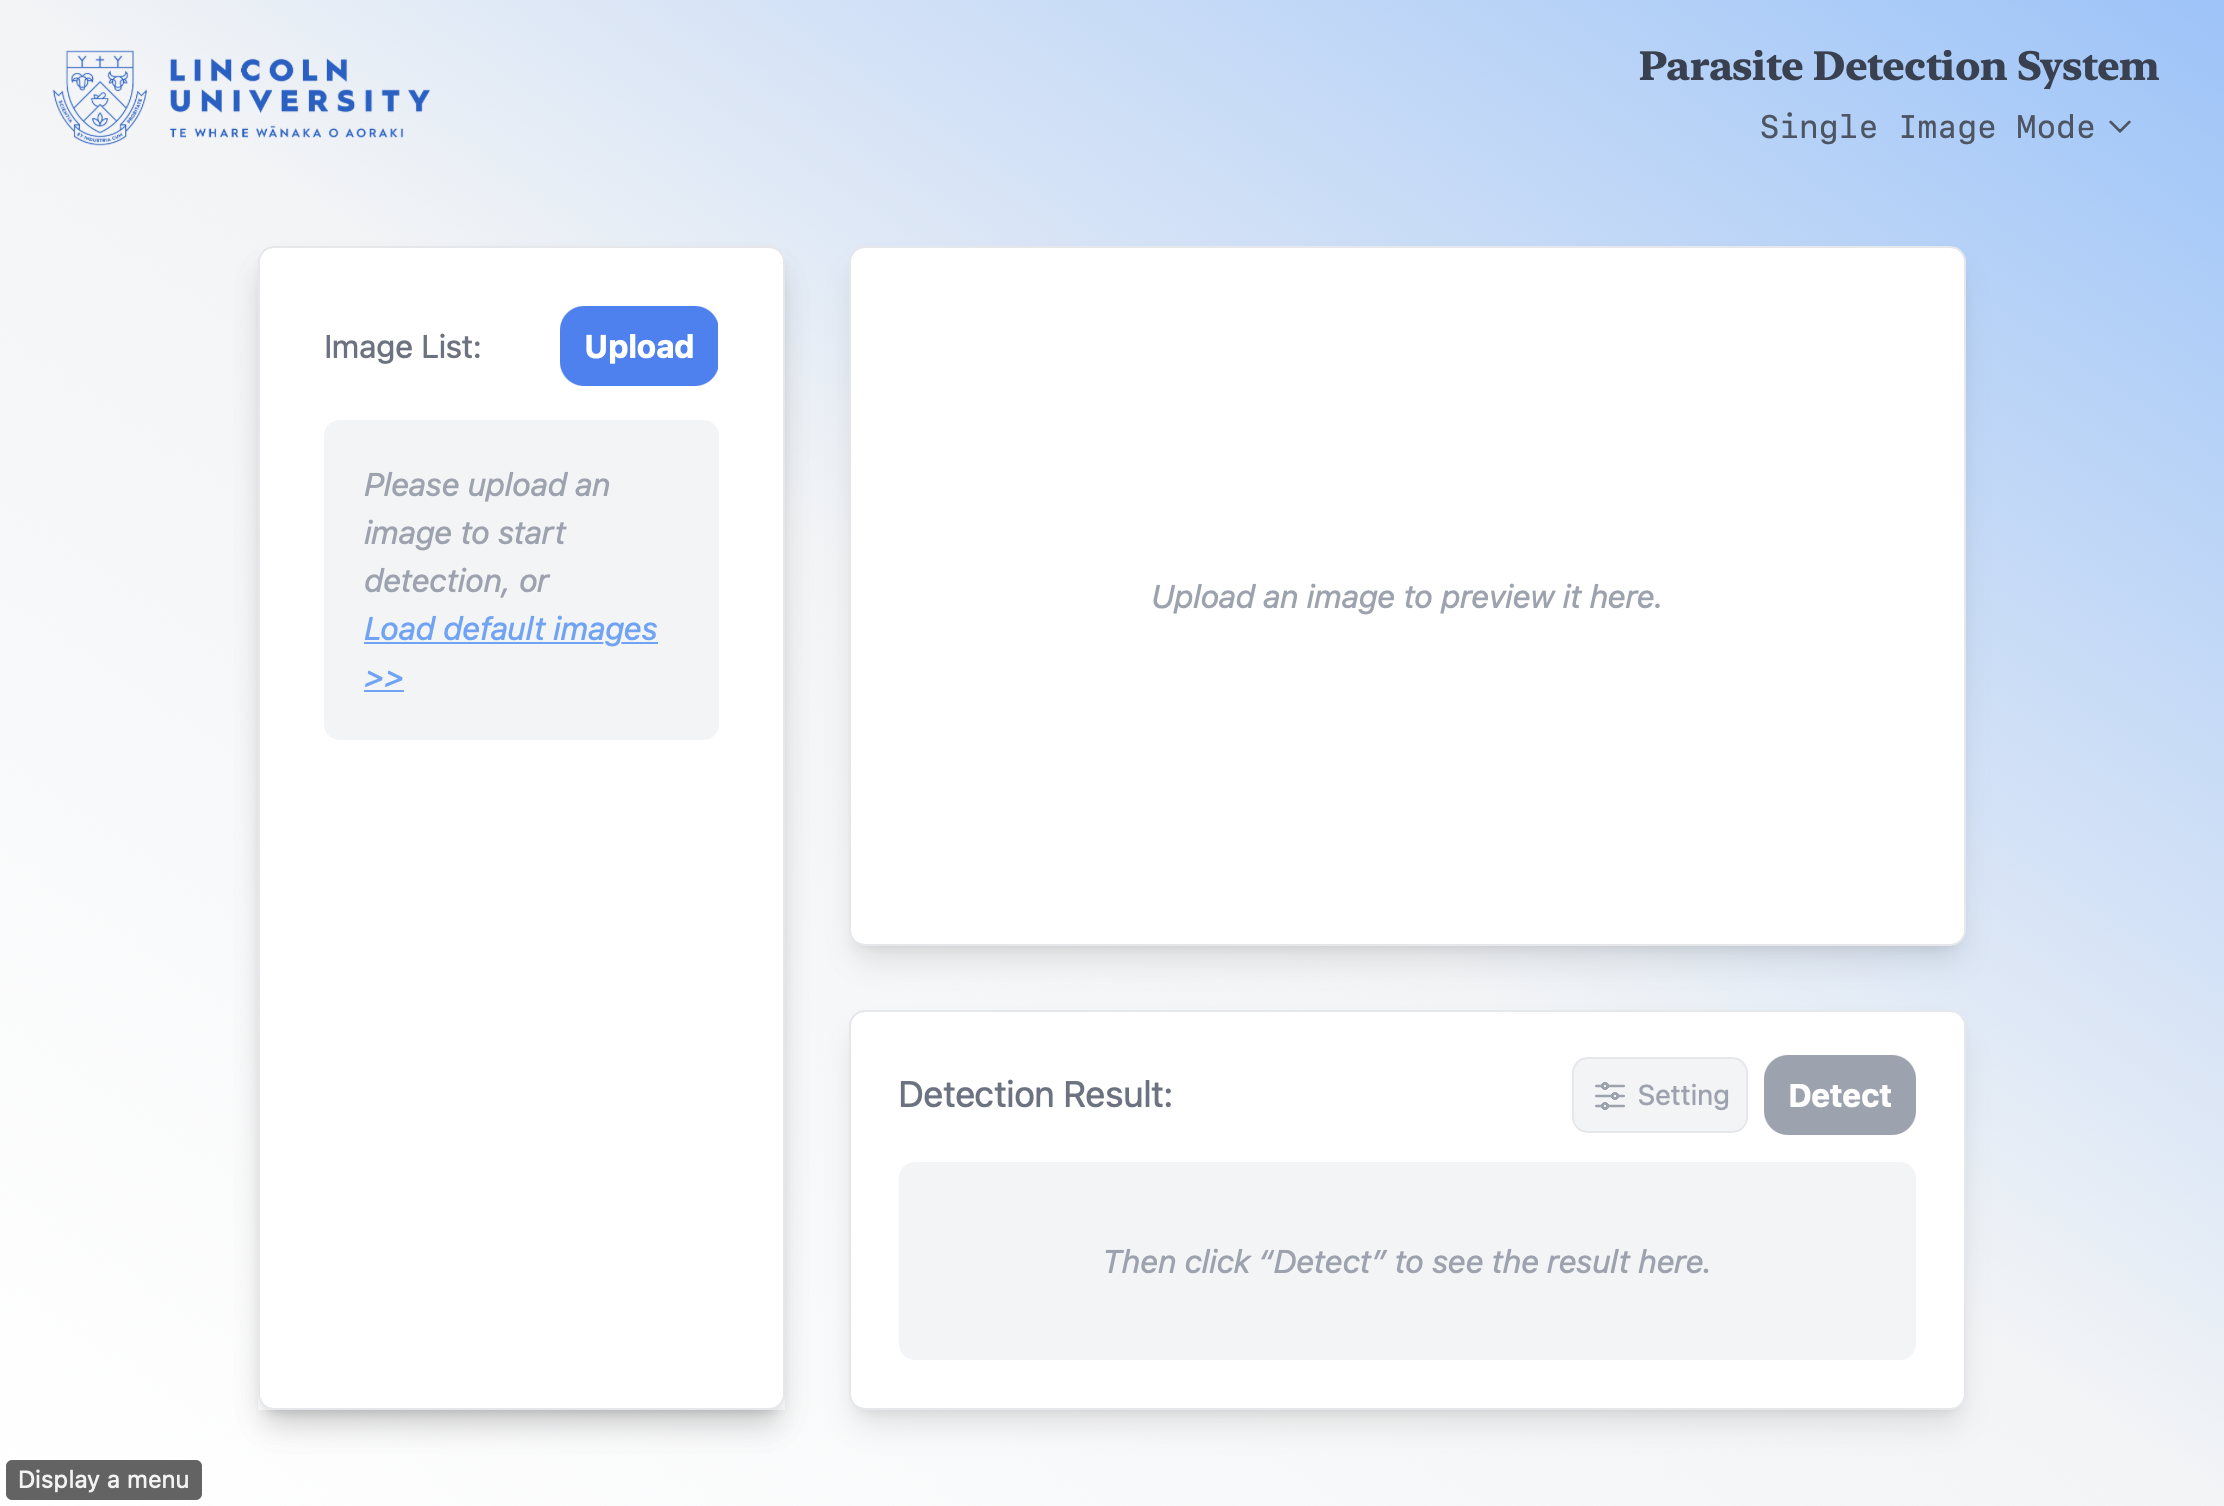 LINCOLN
UNIVERSITY
TE WHARE WĀNAKA O AORAKI
Parasite Detection System
Single Image Mode
Image List:
Upload
Please upload an
image to start
detection, or
Load default images
>>
Upload an image to preview it here.
Detection Result:
Setting
Detect
Then click “Detect” to see the result here.
Display a menu